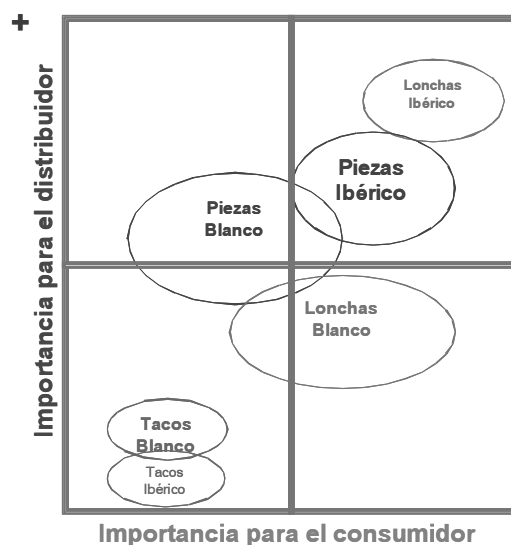 +
Importancia para el distribuidor
Lonchas
Ibérico
Piezas
Ibérico
Piezas
Blanco
Lonchas
Blanco
Tacos
Blanco
Tacos
Ibérico
Importancia para el consumidor